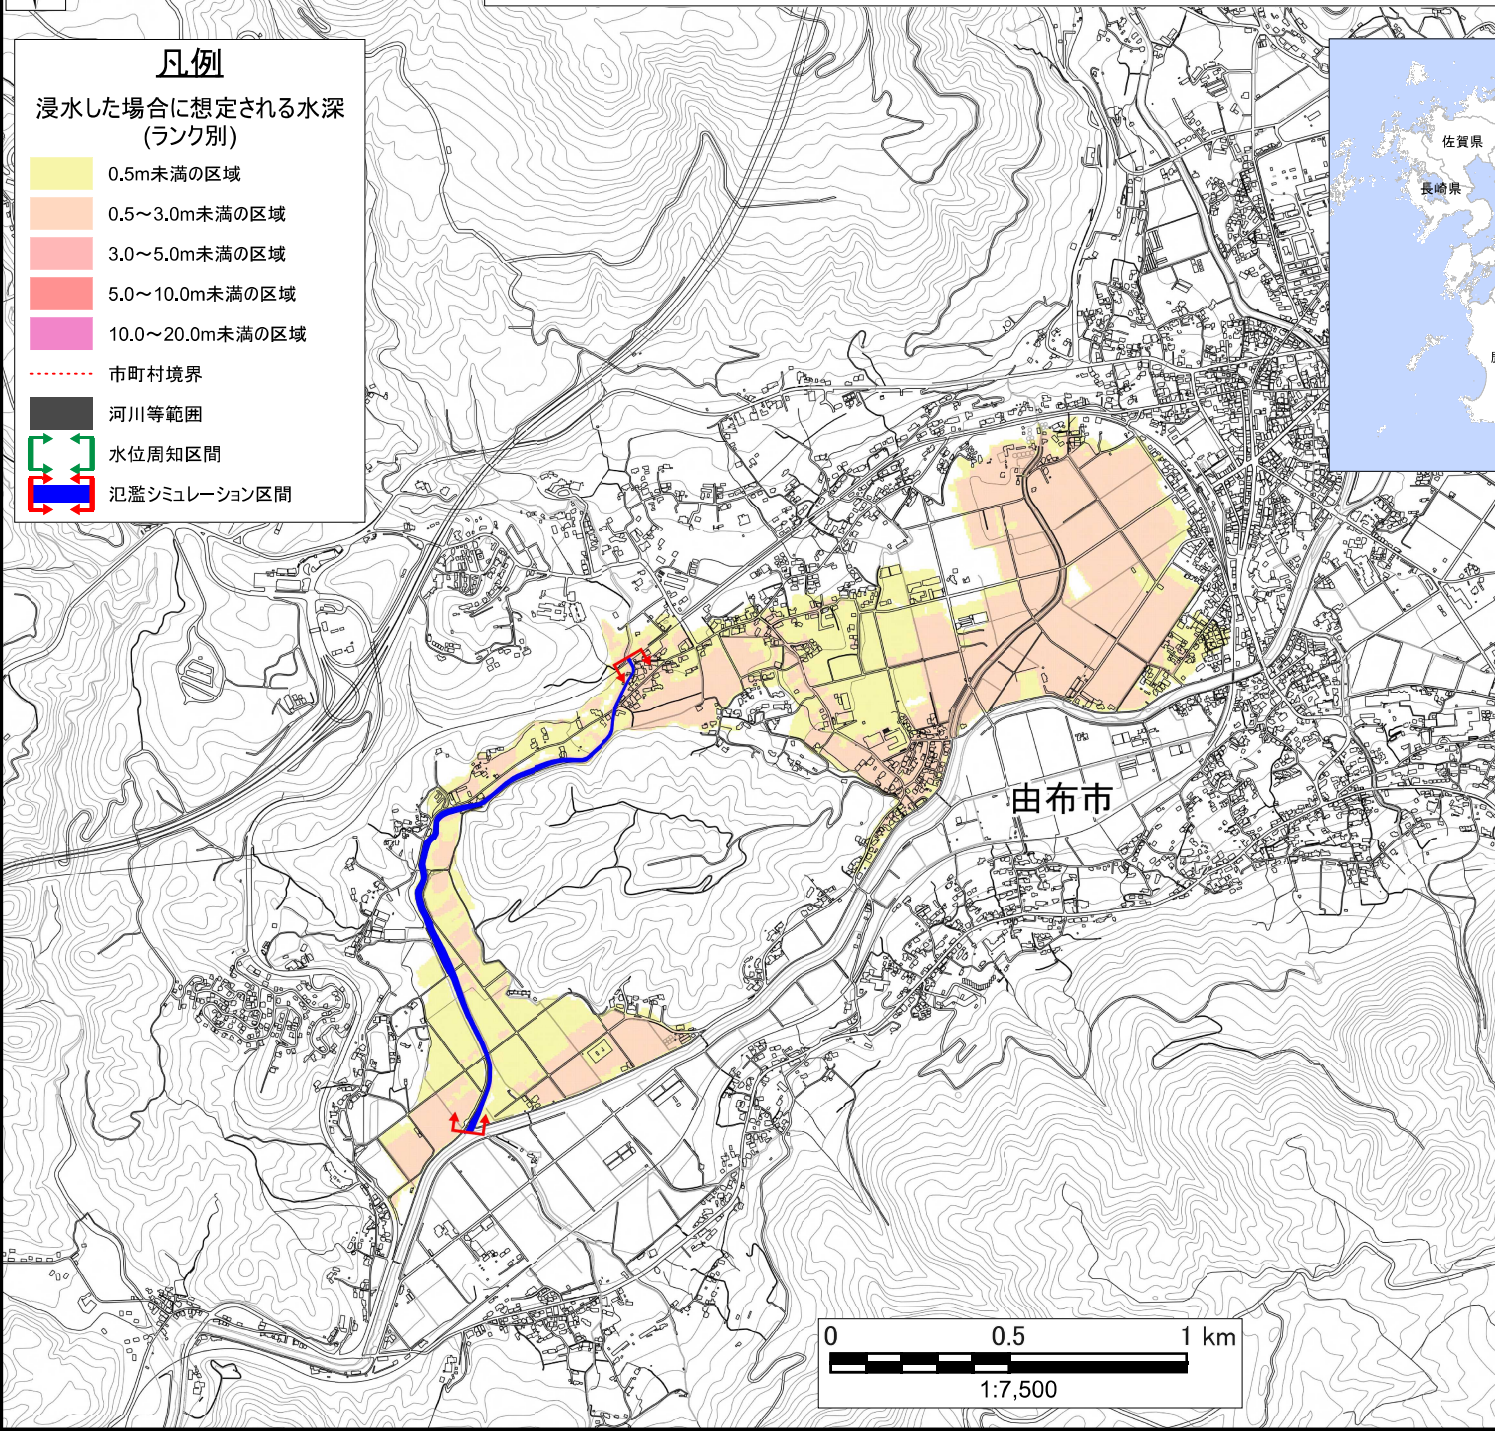 凡例
浸水した場合に想定される水深
(ランク別)
0.5m未満の区域
0.5～3.0m未満の区域
3.0～5.0m未満の区域
5.0～10.0m未満の区域
10.0～20.0m未満の区域
市町村境界
河川等範囲
水位周知区間
氾濫シミュレーション区間
佐賀県
長崎県
由布市
0 0.5 1 km
1:7,500